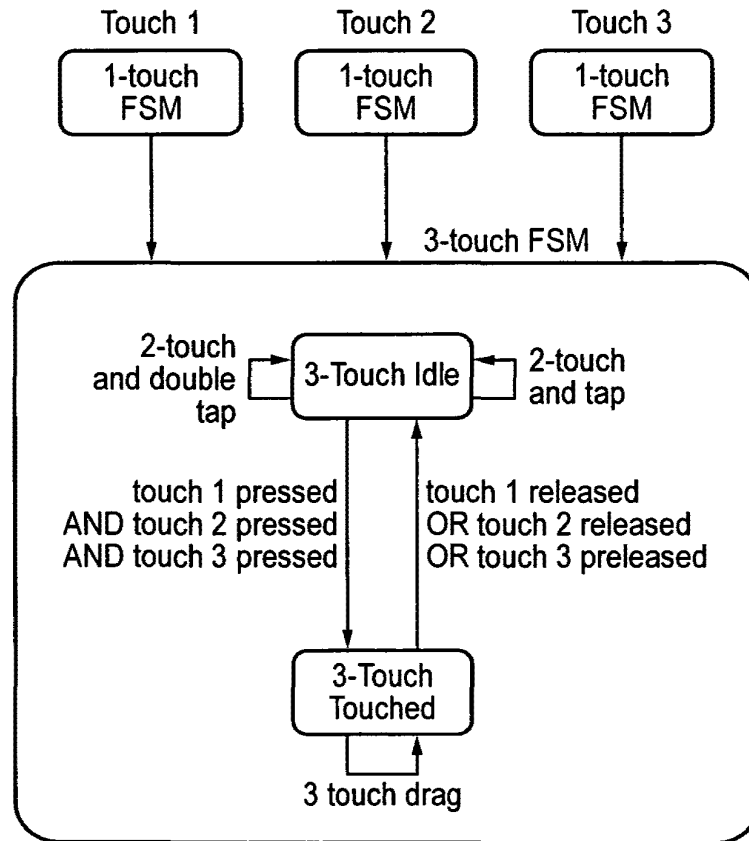 Touch 1
Touch 2
Touch 3
1-touch
FSM
1-touch
FSM
1-touch
FSM
3-touch FSM
2-touch
and double
tap
3-Touch Idle
2-touch
and tap
touch 1 pressed
AND touch 2 pressed
AND touch 3 pressed
touch 1 released
OR touch 2 released
OR touch 3 preleased
3-Touch
Touched
3 touch drag